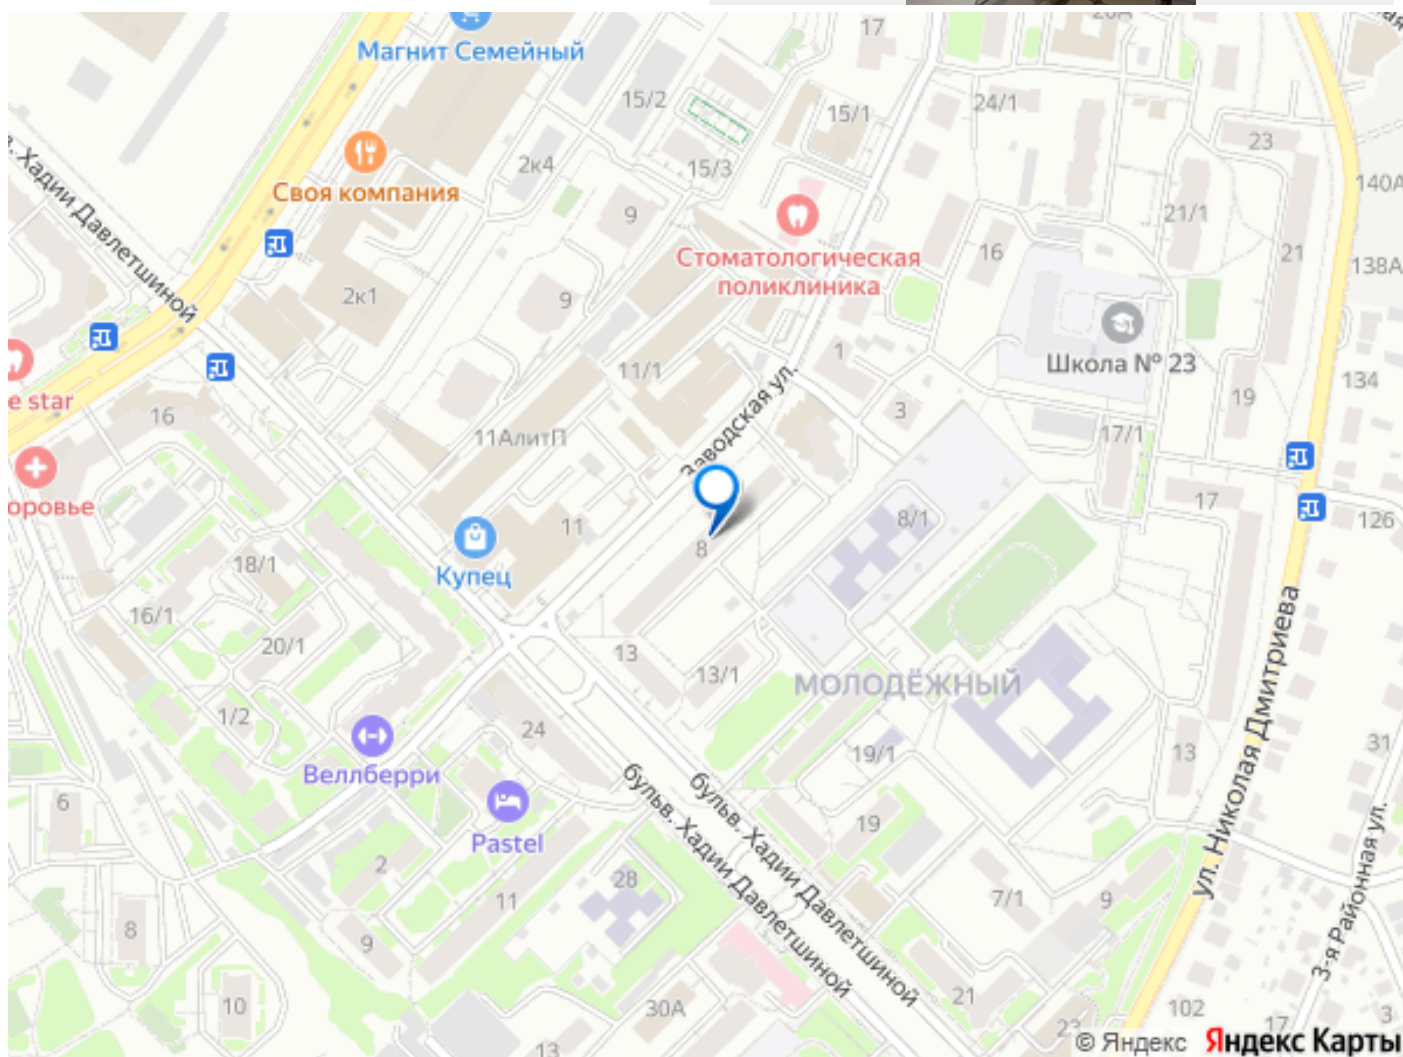 17
Магнит Семейный
15/2
15/1
24/1
23
2к4
15/3
140А
Своя компания
9
21/1
16
21
в. Хадии Давлетшиной
Стоматологическая
поликлиника
138А
2к1
9
1
Школа № 23
11/1
134
e star
16
3
19
Заводская ул.
11АлитП
17/1
оровье
17
126
8/1
11
8
Купец
18/1
16/1
20/1
13
13/1
МОЛОДЁЖНЫЙ
ул. Николая Дмитриева
1/2
24
19/1
13
31
Веллберри
6
19
Pastel
2
28
бульв. Хадии Давлетшиной
бульв. Хадии Давлетшиной
11
7/1
9
3-я Районная ул.
8
9
10
30А
21
102
17
3
23
13
© Яндекс Яндекс Карты